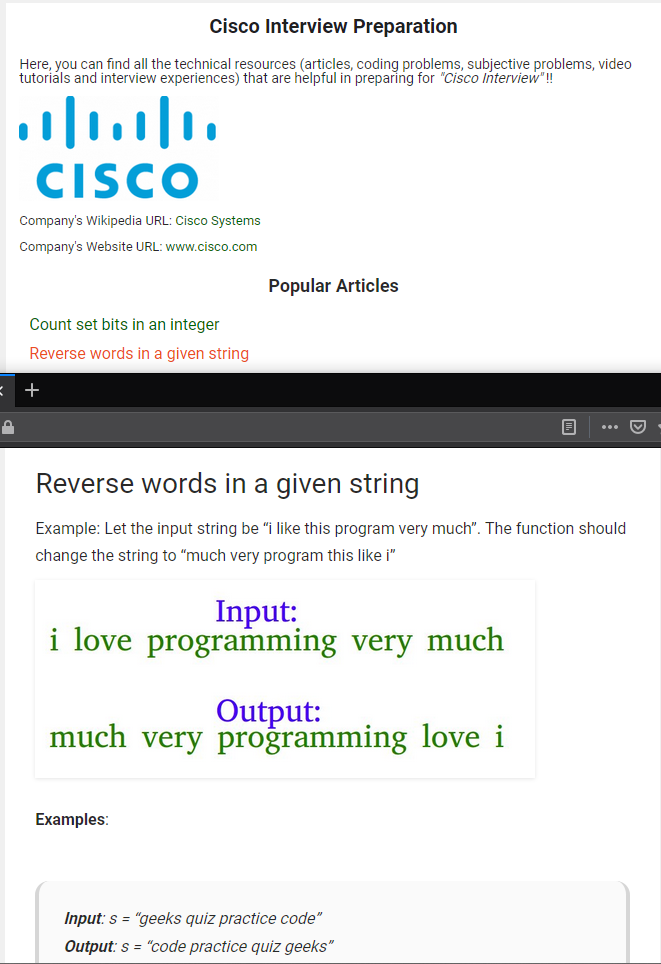 Cisco Interview Preparation
Here, you can find all the technical resources (articles, coding problems, subjective problems, video
tutorials and interview experiences) that are helpful in preparing for "Cisco Interview" !!
CISCO
Company's Wikipedia URL: Cisco Systems
Company's Website URL: www.cisco.com
Popular Articles
Count set bits in an integer
Reverse words in a given string
Reverse words in a given string
Example: Let the input string be “i like this program very much”. The function should
change the string to “much very program this like i”
Input:
i love programming very much
Output:
much very programming love i
Examples:
Input: s = “geeks quiz practice code”
Output: s = “code practice quiz geeks”